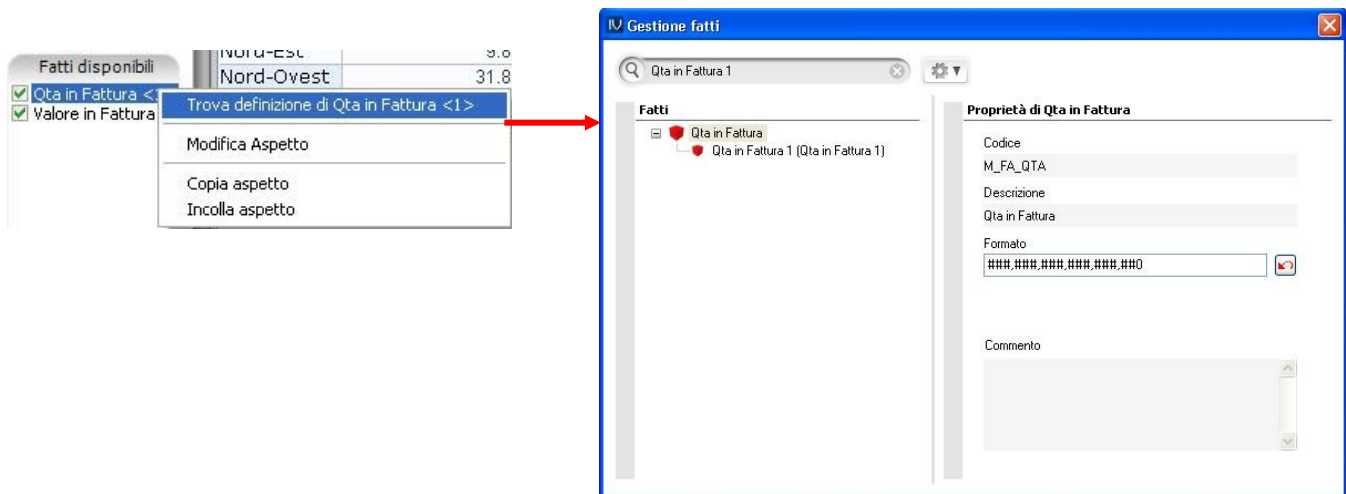 Fatti disponibili
Qta in Fattura <
Valore in Fattura
Nord-Est 9.8
Nord-Ovest 31.8
Trova definizione di Qta in Fattura <1>
Modifica Aspetto
Copia aspetto
Incolla aspetto
Gestione fatti
Qta in Fattura 1
Fatti
Qta in Fattura
Qta in Fattura 1 (Qta in Fattura 1)
Proprietà di Qta in Fattura
Codice
M_FA_QTA
Descrizione
Qta in Fattura
Formato
###,###,###,###,###,##0
Commento